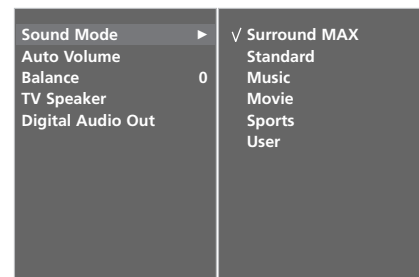 Sound Mode ►
Auto Volume
Balance 0
TV Speaker
Digital Audio Out
√ Surround MAX
Standard
Music
Movie
Sports
User